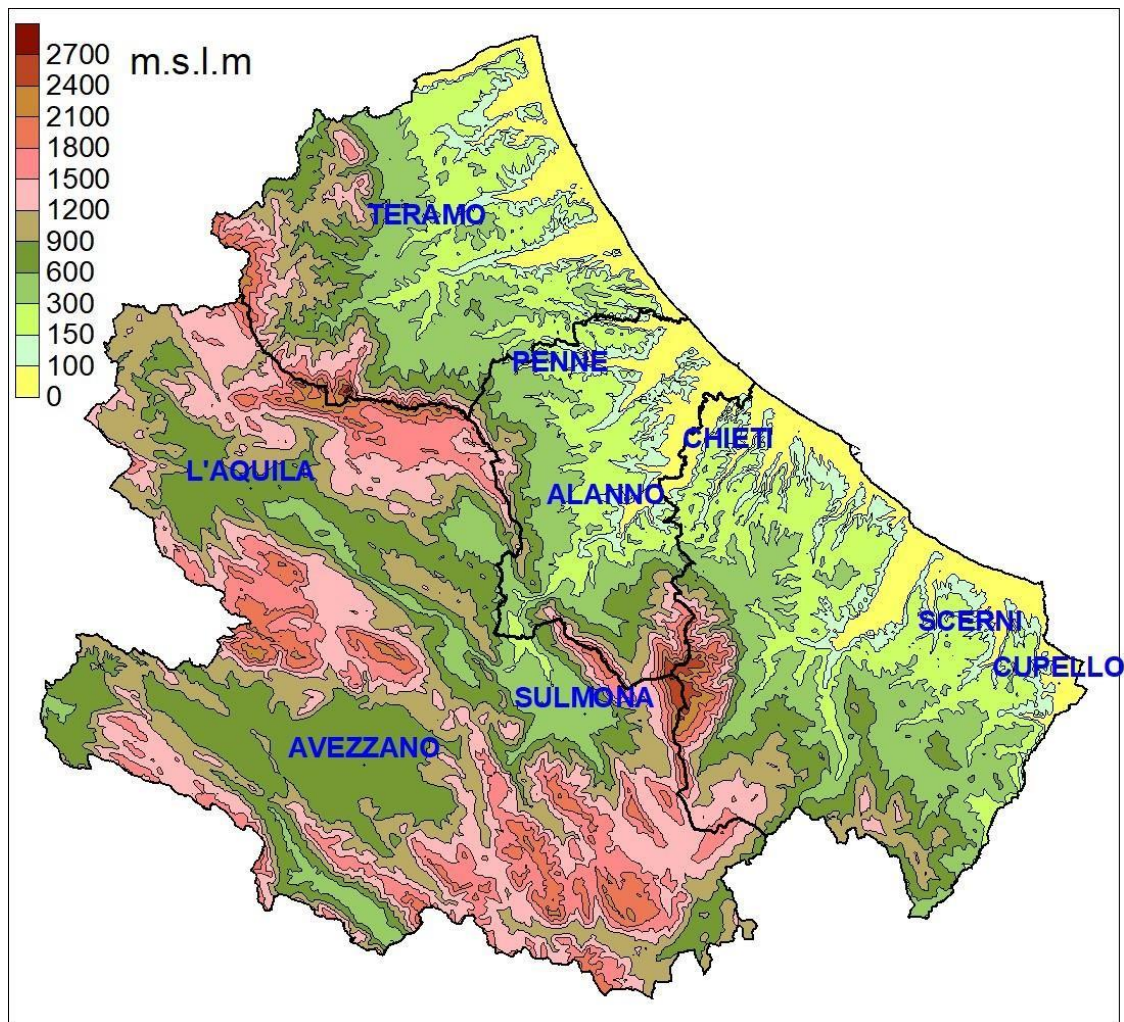 2700
m.s.l.m
2400
2100
1800
1500
1200
900
600
300
150
100
0
TERAMO
PENNE
CHIETI
L'AQUILA
ALANNO
SCERNI
CUPELLO
SULMONA
AVEZZANO